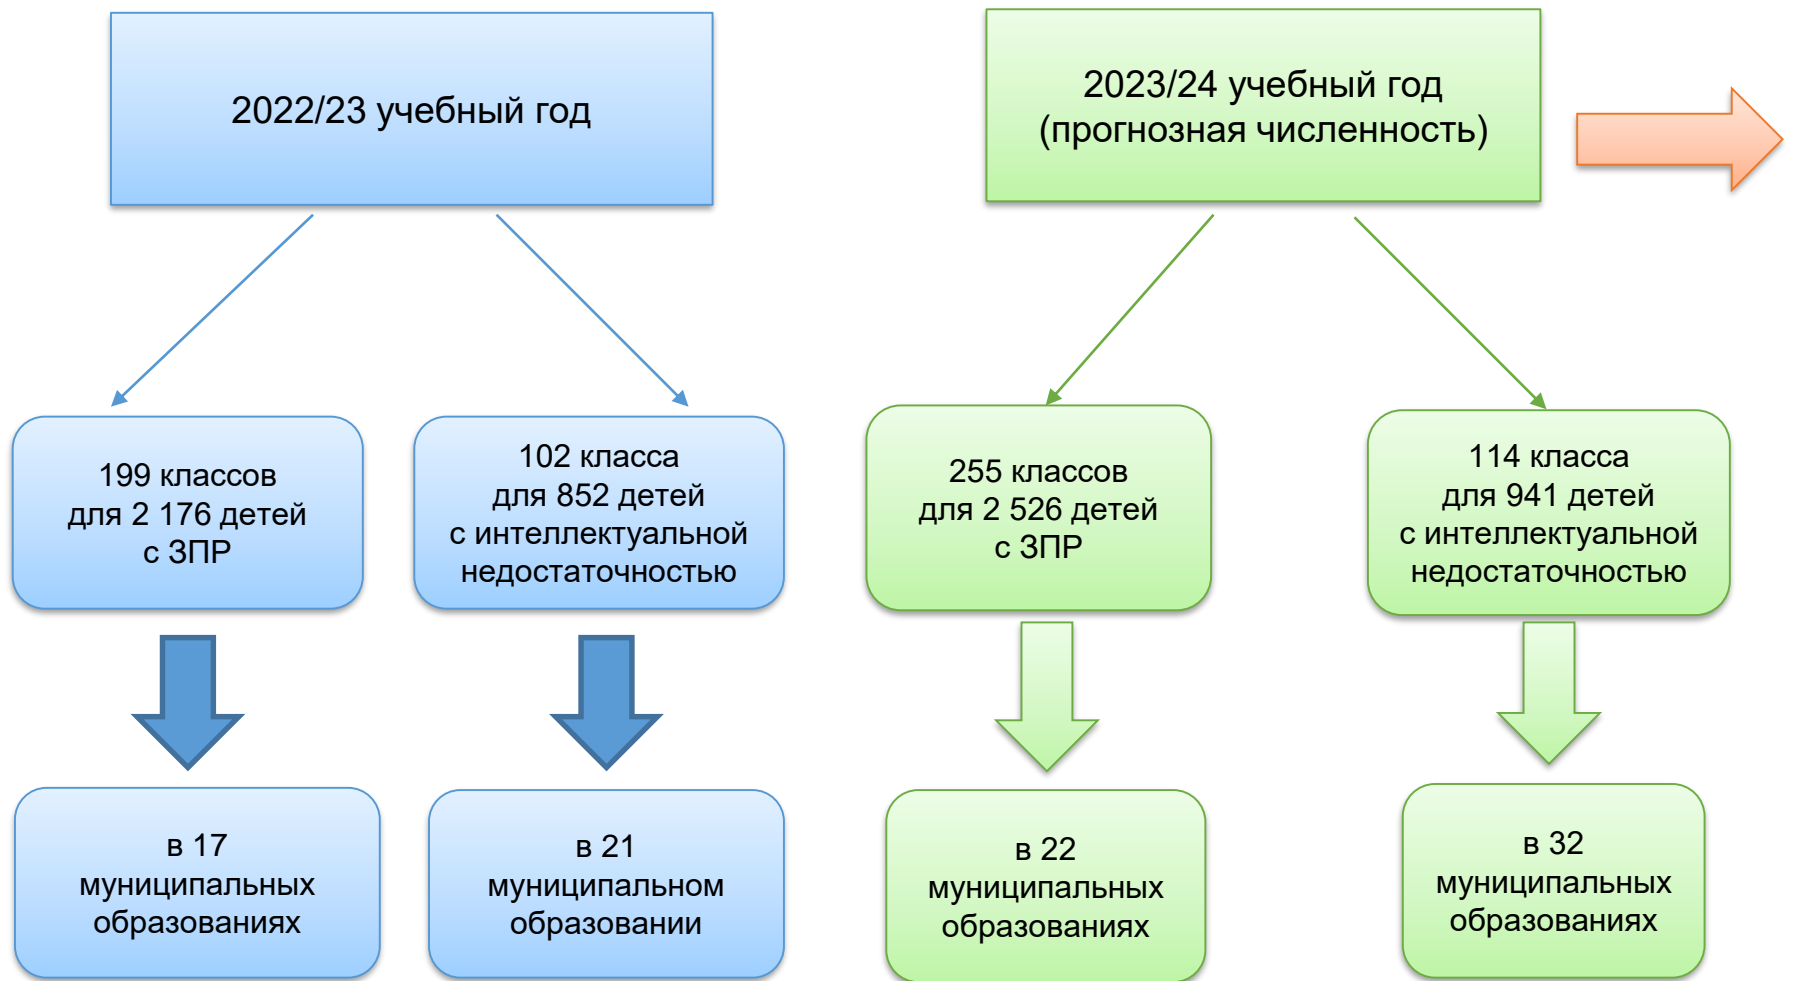 2022/23 учебный год
2023/24 учебный год
(прогнозная численность)
199 классов
для 2 176 детей
с ЗПР
102 класса
для 852 детей
с интеллектуальной
недостаточностью
255 классов
для 2 526 детей
с ЗПР
114 класса
для 941 детей
с интеллектуальной
недостаточностью
в 17
муниципальных
образованиях
в 21
муниципальном
образовании
в 22
муниципальных
образованиях
в 32
муниципальных
образованиях